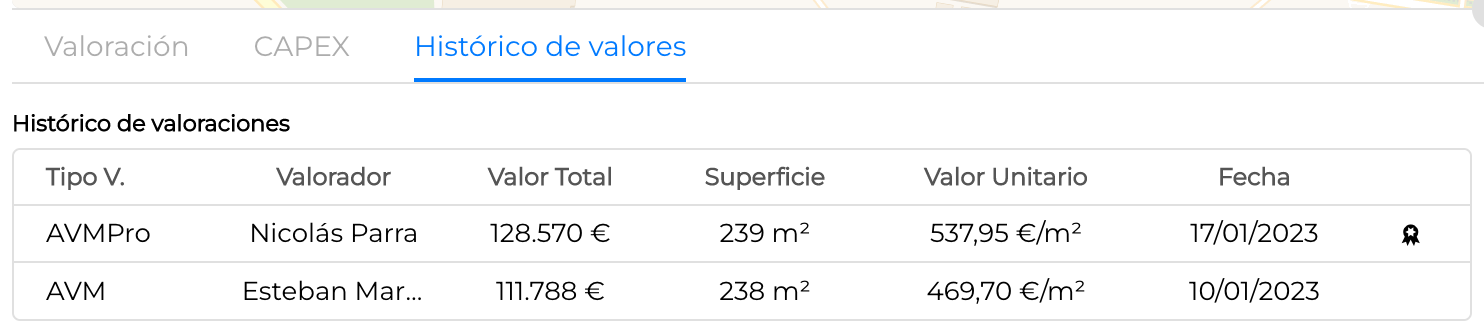 Valoración CAPEX Histórico de valores
Histórico de valoraciones
Tipo V. Valorador Valor Total Superficie Valor Unitario Fecha
AVMPro Nicolás Parra 128.570 € 239 m² 537,95 €/m² 17/01/2023
AVM Esteban Mar... 111.788 € 238 m² 469,70 €/m² 10/01/2023